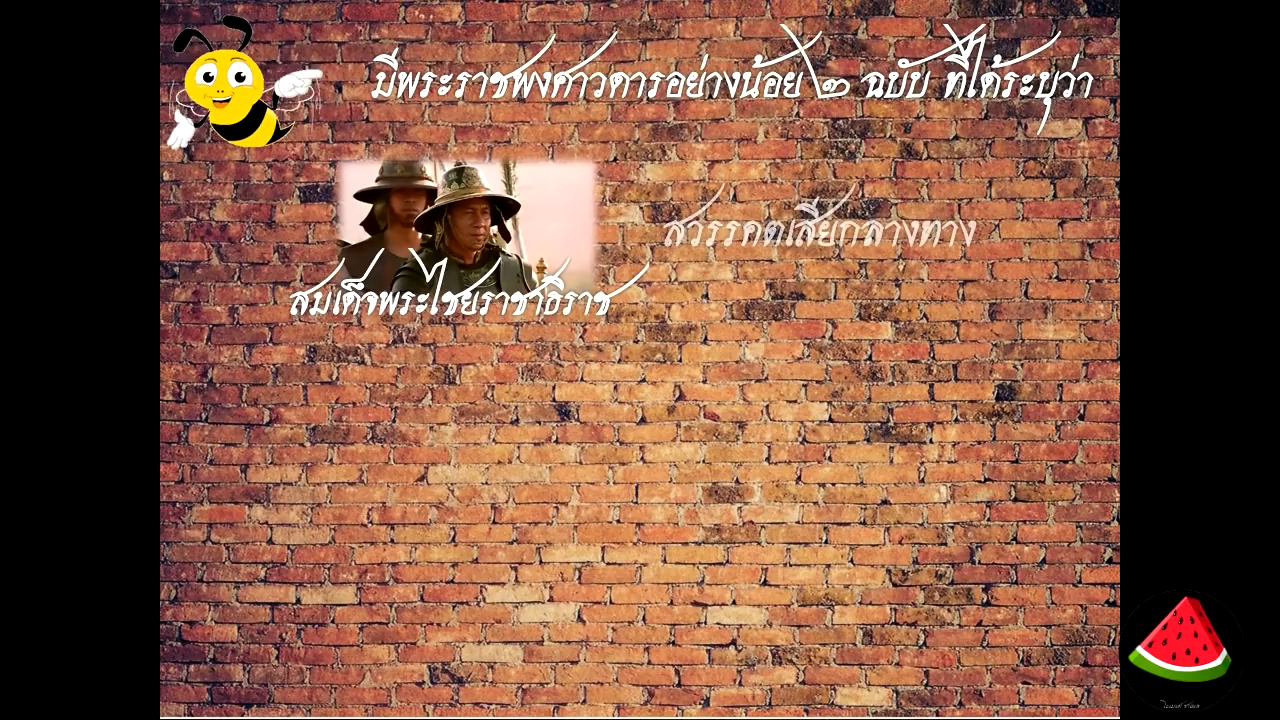 มีพระราชพงศาวดารอย่างน้อย ๒ ฉบับ ที่ได้ระบุว่า
สวรรคตเสียกลางทาง
สมเด็จพระไชยราชาธิราช